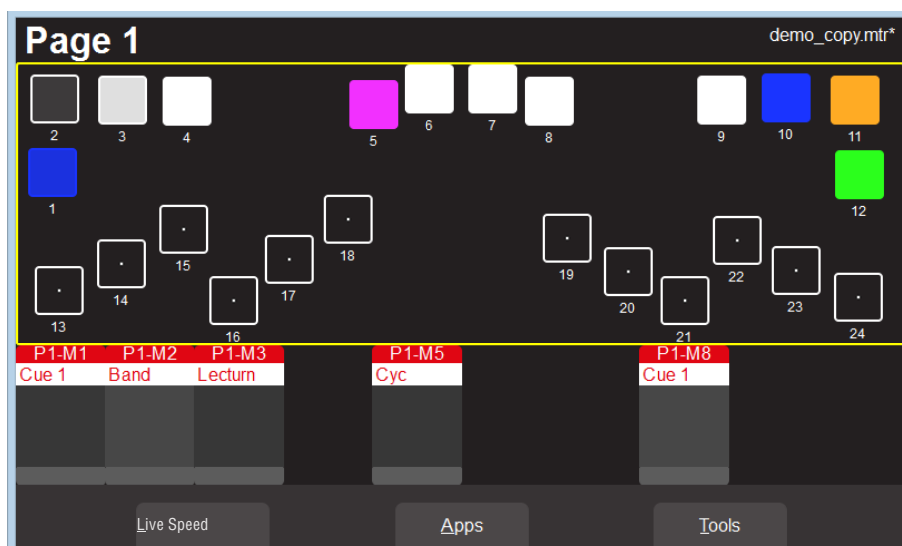 Page 1
demo_copy.mtr*
2 3 4 5 6 7 8 9 10 11
1 12
13 14 15 16 17 18 19 20 21 22 23 24
P1-M1 P1-M2 P1-M3 P1-M5 P1-M8
Cue 1 Band Lecturn Cyc Cue 1
Live Speed Apps Tools